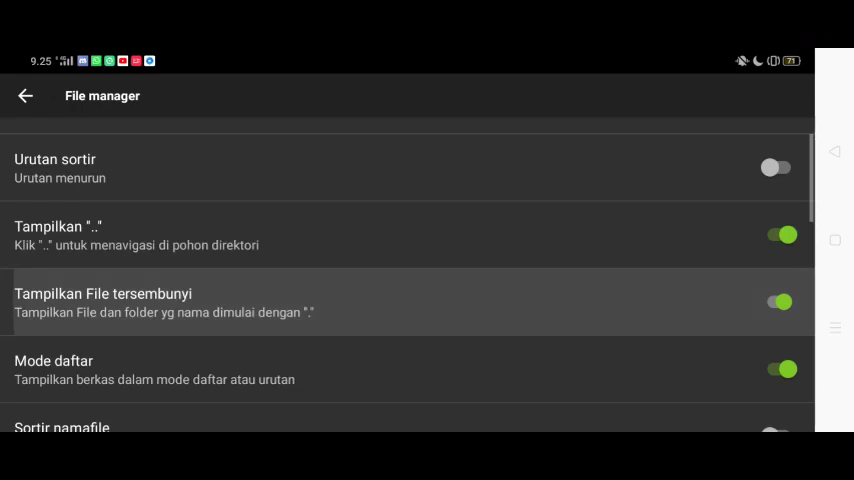 9.25
File manager
Urutan sortir
Urutan menurun
Tampilkan ".."
Klik ".." untuk menavigasi di pohon direktori
Tampilkan File tersembunyi
Tampilkan File dan folder yg nama dimulai dengan "."
Mode daftar
Tampilkan berkas dalam mode daftar atau urutan
Sortir namafile